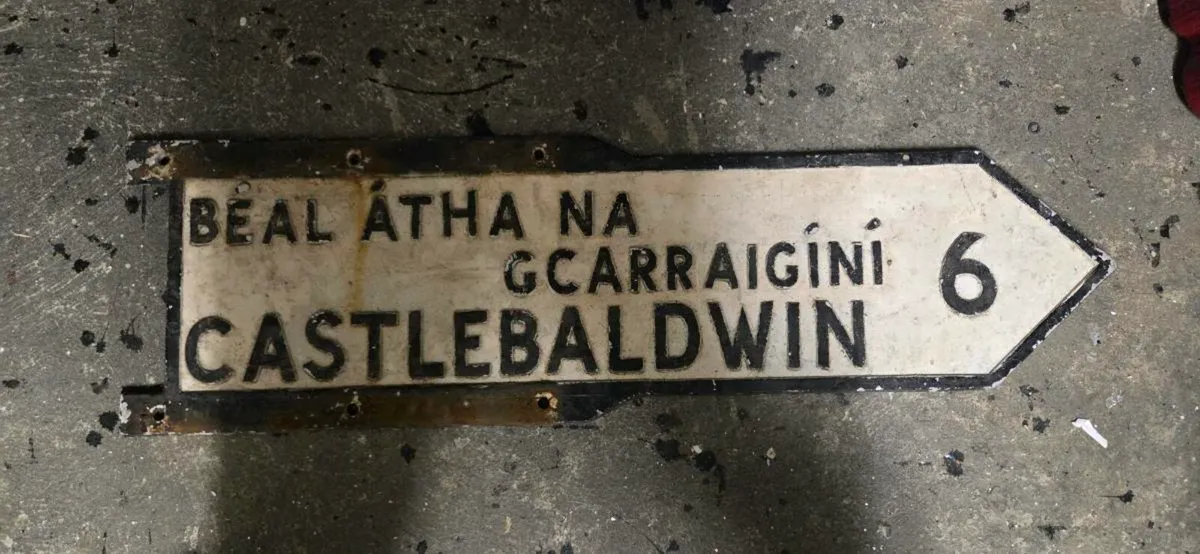 BÉAL ÁTHA NA
GCARRAIGÍNÍ
CASTLEBALDWIN
6